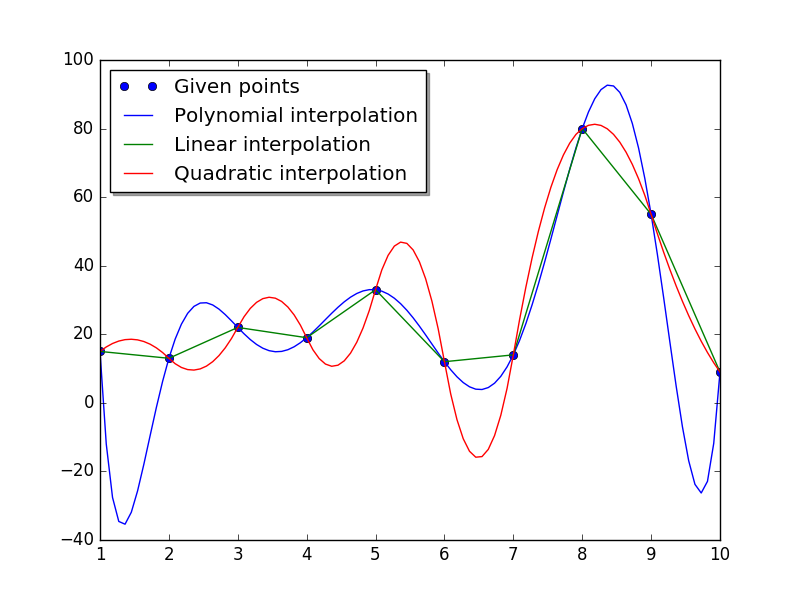 100
80
60
40
20
0
−20
−40
Given points
Polynomial interpolation
Linear interpolation
Quadratic interpolation
1 2 3 4 5 6 7 8 9 10